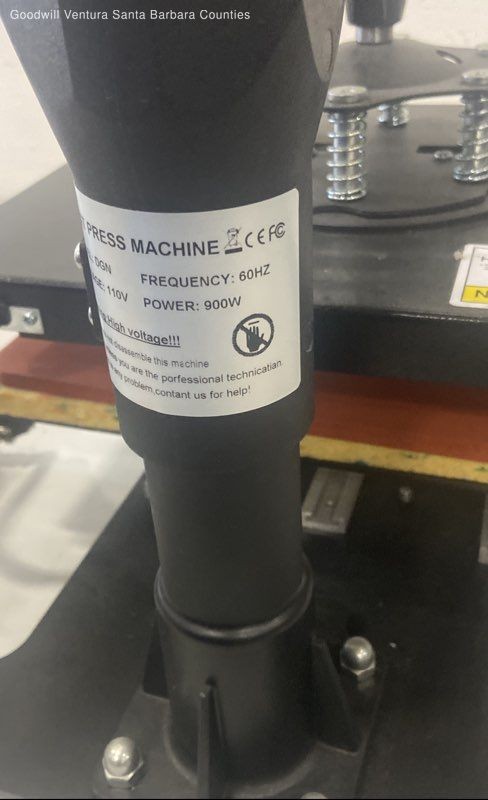 Goodwill Ventura Santa Barbara Counties
PRESS MACHINE CE FC
DGN
FREQUENCY: 60HZ
110V
POWER: 900W
High voltage!!!
disassemble this machine
you are the porfessional technicatian.
any problem,contant us for help!